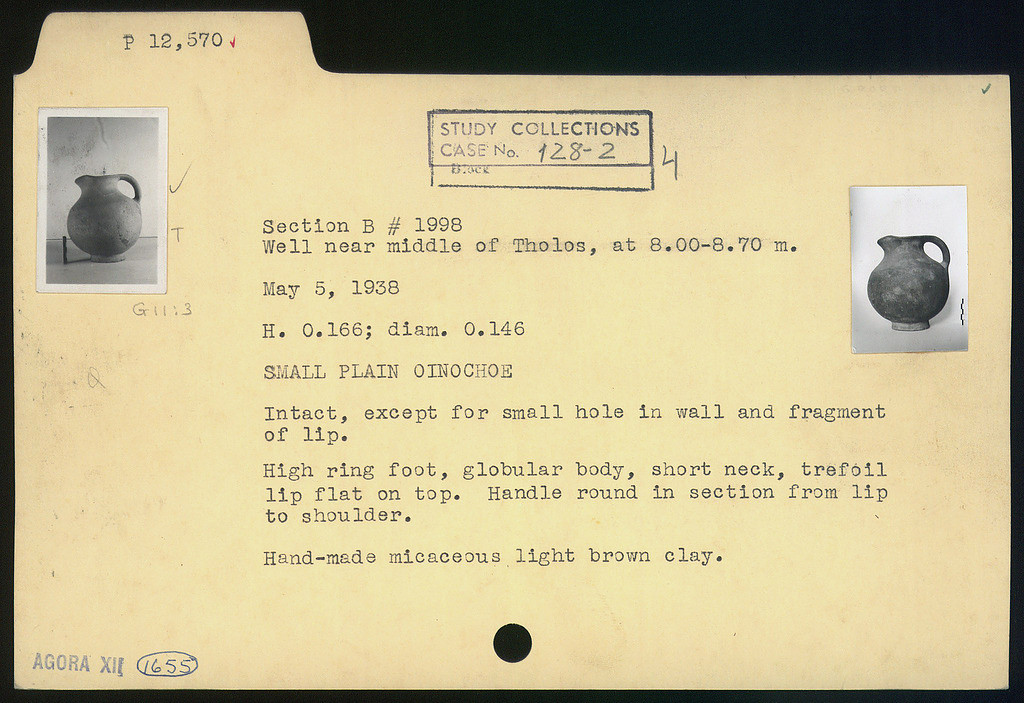 P 12,570 ✓
STUDY COLLECTIONS
CASE No. 128-2
Block
4
Section B # 1998
Well near middle of Tholos, at 8.00-8.70 m.
T
May 5, 1938
G 11:3
H. 0.166; diam. 0.146
SMALL PLAIN OINOCHOE
Intact, except for small hole in wall and fragment
of lip.
High ring foot, globular body, short neck, trefoil
lip flat on top. Handle round in section from lip
to shoulder.
Hand-made micaceous light brown clay.
AGORA XII 1655